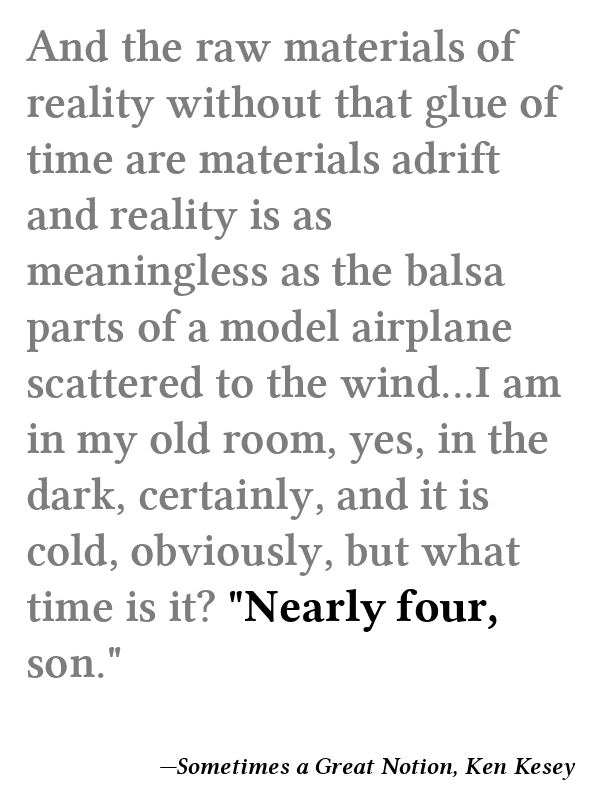 And the raw materials of
reality without that glue of
time are materials adrift
and reality is as
meaningless as the balsa
parts of a model airplane
scattered to the wind...I am
in my old room, yes, in the
dark, certainly, and it is
cold, obviously, but what
time is it? "Nearly four,
son."
—Sometimes a Great Notion, Ken Kesey